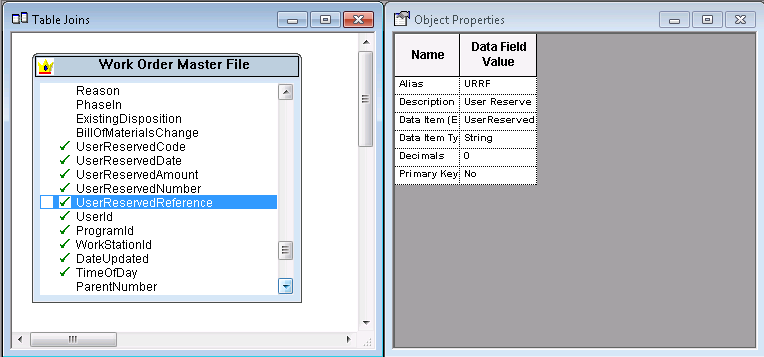 Table Joins
Work Order Master File
Reason
PhaseIn
ExistingDisposition
BillOfMaterialsChange
UserReservedCode
UserReservedDate
UserReservedAmount
UserReservedNumber
UserReservedReference
UserId
ProgramId
WorkStationId
DateUpdated
TimeOfDay
ParentNumber
Object Properties
Name Data Field
Value
Alias URRF
Description User Reserve
Data Item (E UserReserved
Data Item Ty String
Decimals 0
Primary Key No